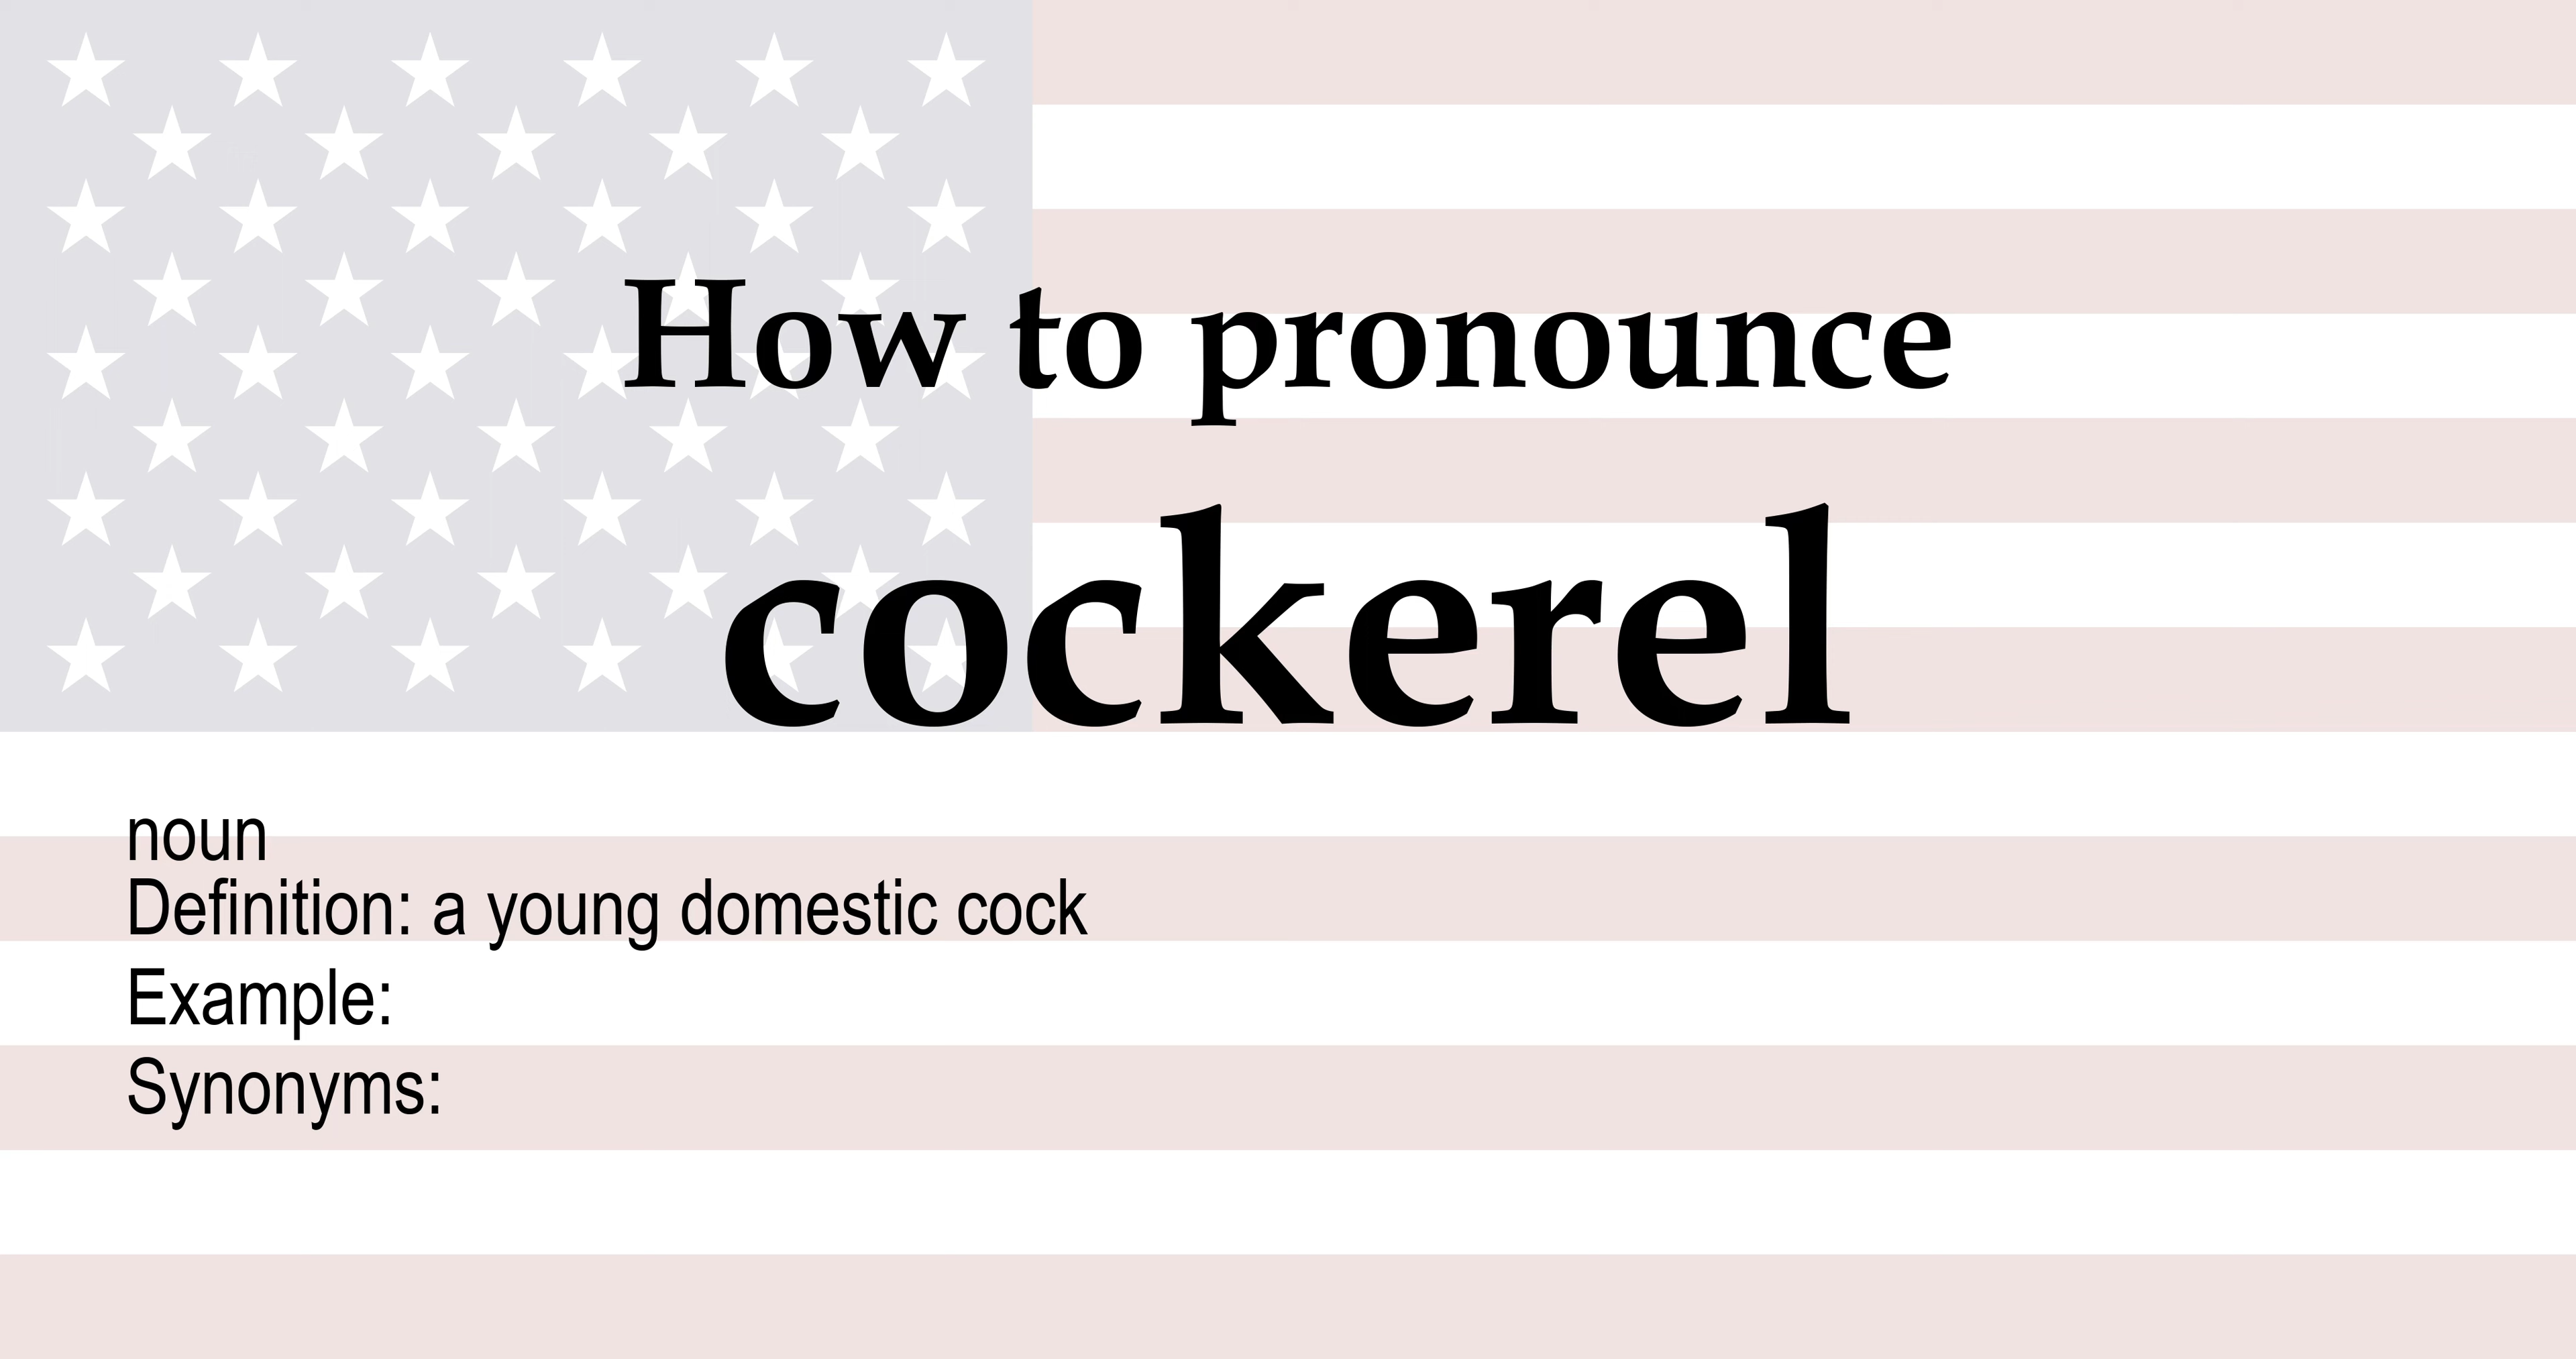 How to pronounce
cockerel
noun
Definition: a young domestic cock
Example:
Synonyms: